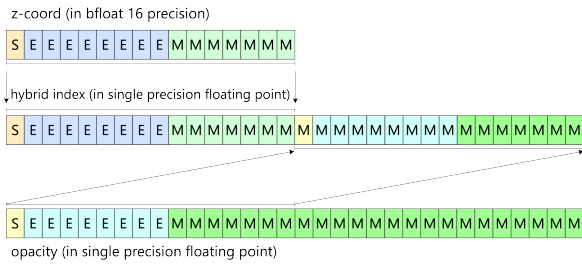 z-coord (in bfloat 16 precision)
S E E E E E E E E M M M M M M M
hybrid index (in single precision floating point)
S E E E E E E E E M M M M M M M M M M M M M M M M M M M M M M M
S E E E E E E E E M M M M M M M M M M M M M M M M M M M M M M M
opacity (in single precision floating point)